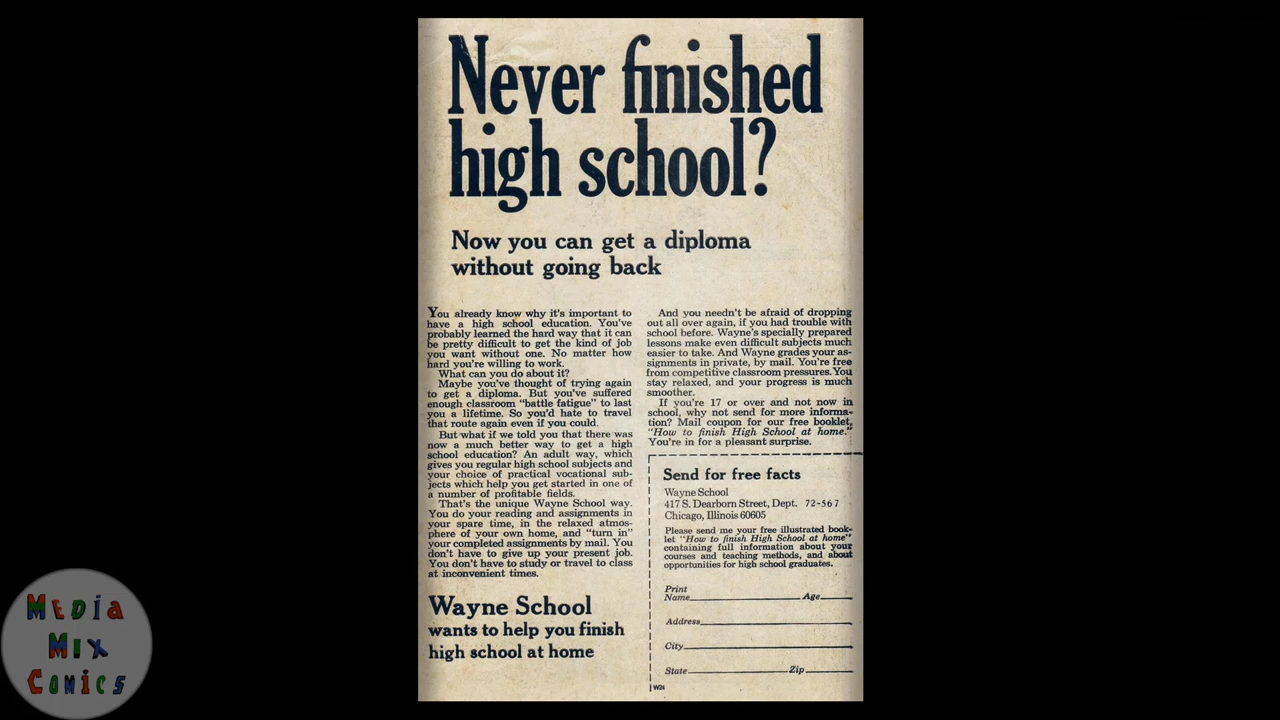 Never finished
high school?
Now you can get a diploma
without going back
You already know why it's important to
have a high school education. You've
probably learned the hard way that it can
be pretty difficult to get the kind of job
you want without one. No matter how
hard you're willing to work.
What can you do about it?
Maybe you've thought of trying again
to get a diploma. But you've suffered
enough classroom "battle fatigue" to last
you a lifetime. So you'd hate to travel
that route again even if you could.
But what if we told you that there was
now a much better way to get a high
school education? An adult way, which
gives you regular high school subjects and
your choice of practical vocational sub-
jects which help you get started in one of
a number of profitable fields.
That's the unique Wayne School way.
You do your reading and assignments in
your spare time, in the relaxed atmos-
phere of your own home, and "turn in"
your completed assignments by mail. You
don't have to give up your present job.
You don't have to study or travel to class
at inconvenient times.
Wayne School
wants to help you finish
high school at home
And you needn't be afraid of dropping
out all over again, if you had trouble with
school before. Wayne's specially prepared
lessons make even difficult subjects much
easier to take. And Wayne grades your as-
signments in private, by mail. You're free
from competitive classroom pressures. You
stay relaxed, and your progress is much
smoother.
If you're 17 or over and not now in
school, why not send for more informa-
tion? Mail coupon for our free booklet,
"How to finish High School at home."
You're in for a pleasant surprise.
Send for free facts
Wayne School
417 S. Dearborn Street, Dept. 72-567
Chicago, Illinois 60605
Please send me your free illustrated book-
let "How to finish High School at home"
containing full information about your
courses and teaching methods, and about
opportunities for high school graduates.
Print
Name Age
Address
City
State Zip
W24
MEDiA
MiX
COMiCS